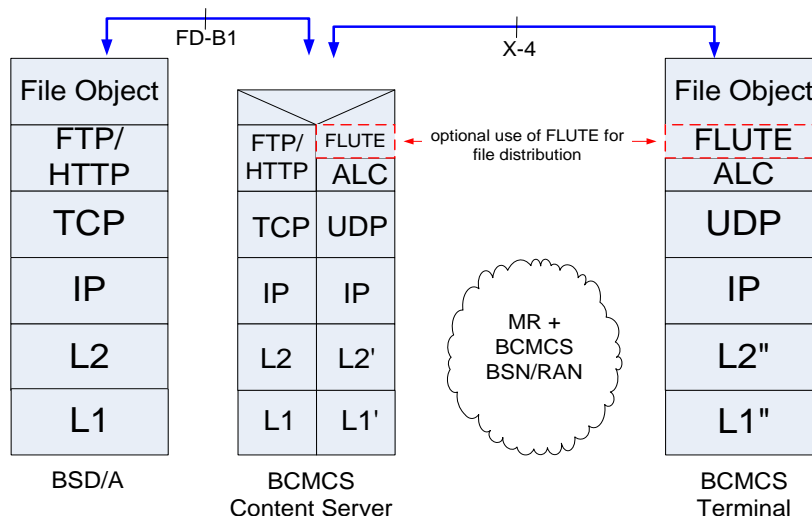 FD-B1
X-4
File Object
FTP/
HTTP
TCP
IP
L2
L1
BSD/A
FTP/
HTTP
TCP
IP
L2
L1
FLUTE
ALC
UDP
IP
L2'
L1'
BCMCS
Content Server
optional use of FLUTE for
file distribution
MR +
BCMCS
BSN/RAN
File Object
FLUTE
ALC
UDP
IP
L2"
L1"
BCMCS
Terminal